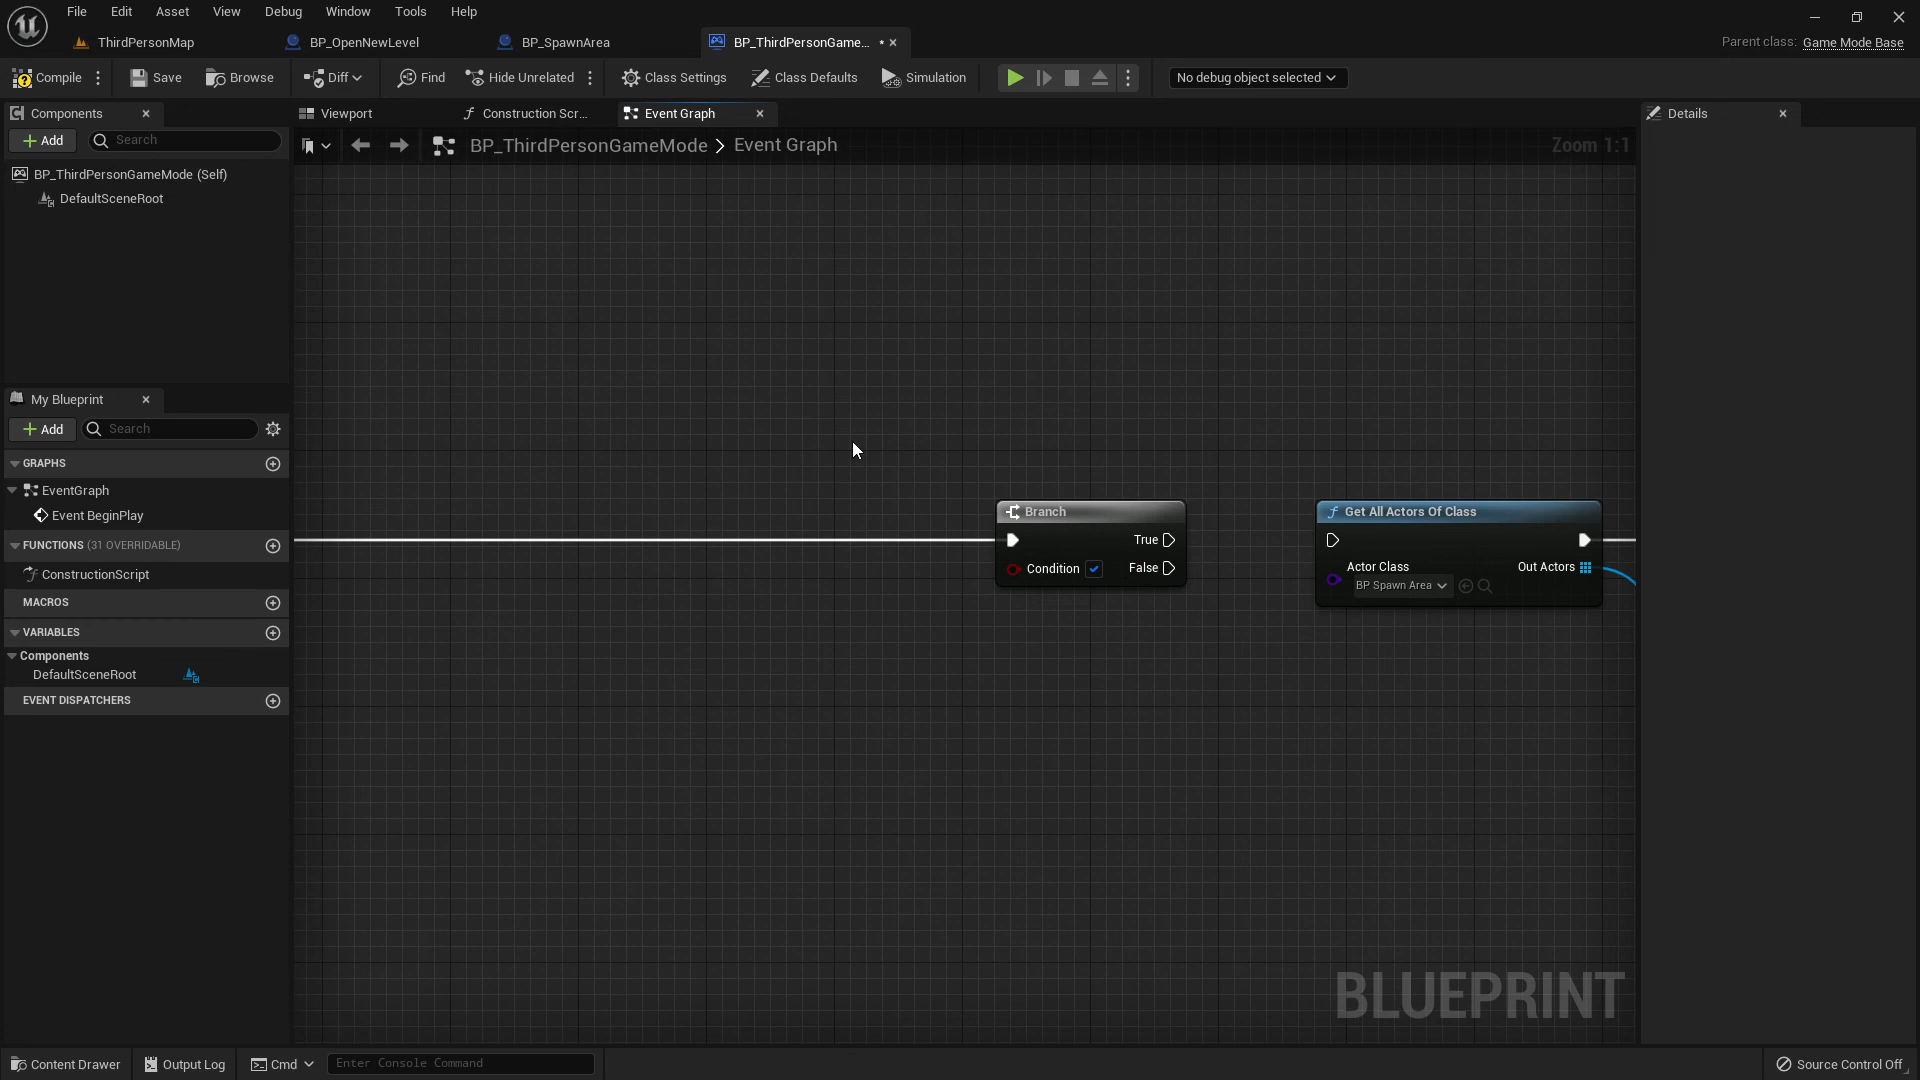 File Edit Asset View Debug Window Tools Help
ThirdPersonMap BP_OpenNewLevel BP_SpawnArea BP_ThirdPersonGame... *
Parent class: Game Mode Base
Compile Save Browse Diff Find Hide Unrelated Class Settings Class Defaults Simulation No debug object selected
Components Viewport Construction Scr... Event Graph Details
Add Search
BP_ThirdPersonGameMode > Event Graph Zoom 1:1
BP_ThirdPersonGameMode (Self)
DefaultSceneRoot
My Blueprint
Add Search
GRAPHS
EventGraph
Event BeginPlay
FUNCTIONS (31 OVERRIDABLE)
ConstructionScript
MACROS
VARIABLES
Components
DefaultSceneRoot
EVENT DISPATCHERS
Branch
True
Condition False
Get All Actors Of Class
Actor Class Out Actors
BP Spawn Area
BLUEPRINT
Content Drawer Output Log Cmd Enter Console Command Source Control Off